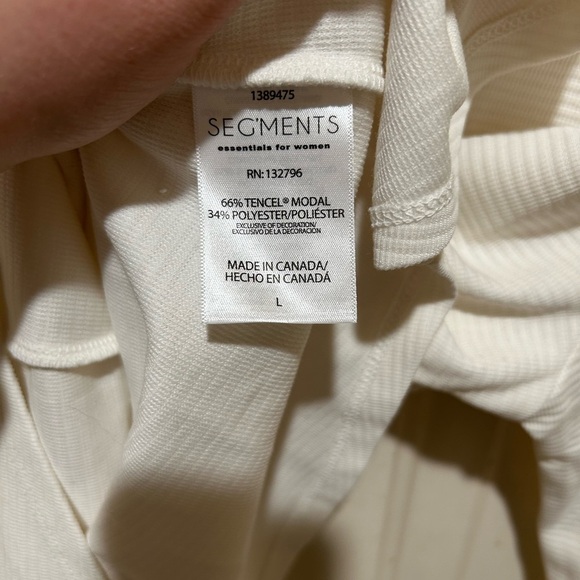 1389475
SEG'MENTS
essentials for women
RN:132796
66% TENCEL® MODAL
34% POLYESTER/POLIÉSTER
EXCLUSIVE OF DECORATION/
EXCLUSIVO DE LA DECORACIÓN
MADE IN CANADA/
HECHO EN CANADÁ
L